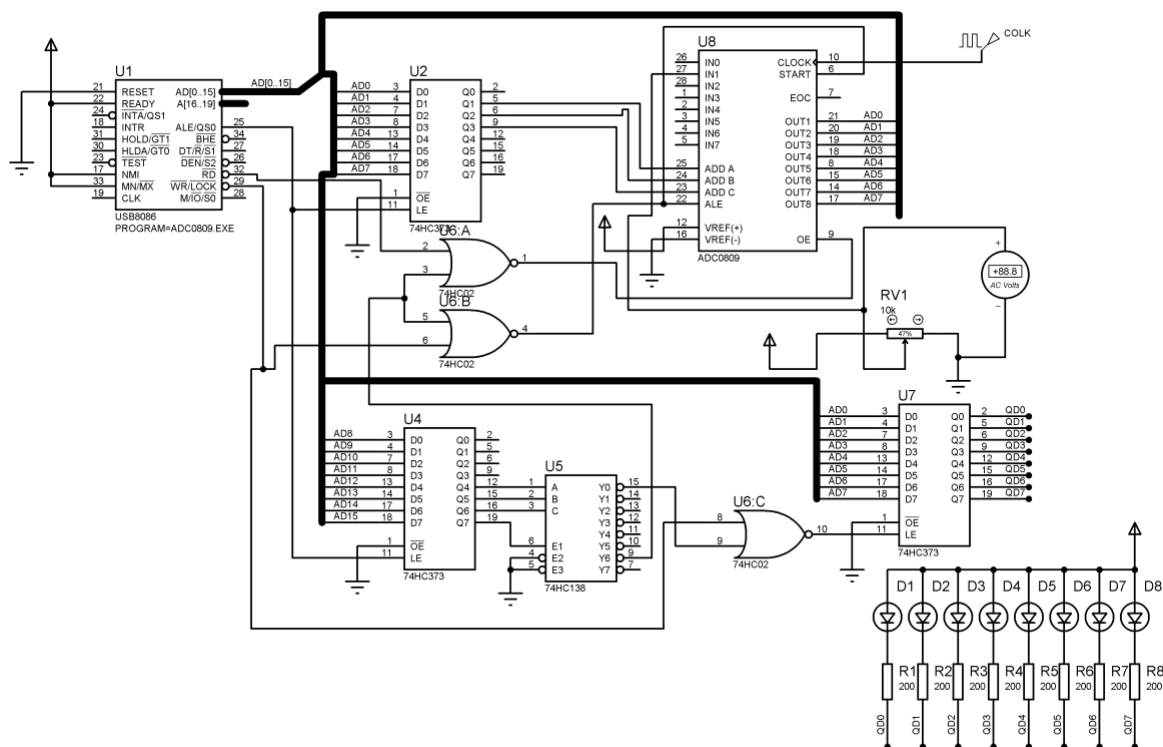 COLK
U1
21 RESET AD[0..15]
22 READY A[16..19]
24 INTA/QS1
18 INTR ALE/QS0 25
31 HOLD/GT1 BHE 34
30 HLDA/GT0 DT/R/S1 27
23 TEST DEN/S2 26
17 NMI RD 32
33 MN/MX WR/LOCK 29
19 CLK M/IO/S0 28
USB8086
PROGRAM=ADC0809.EXE
AD[0..15]
U2
AD0 3 D0 Q0 2
AD1 4 D1 Q1 5
AD2 7 D2 Q2 6
AD3 8 D3 Q3 9
AD4 13 D4 Q4 12
AD5 14 D5 Q5 15
AD6 17 D6 Q6 16
AD7 18 D7 Q7 19
1 OE
11 LE
74HC373
U8
26 IN0 CLOCK 10
27 IN1 START 6
28 IN2
1 IN3 EOC 7
2 IN4
3 IN5 OUT1 21 AD0
4 IN6 OUT2 20 AD1
5 IN7 OUT3 19 AD2
OUT4 18 AD3
25 ADD A OUT5 8 AD4
24 ADD B OUT6 15 AD5
23 ADD C OUT7 14 AD6
22 ALE OUT8 17 AD7
12 VREF(+)
16 VREF(-) OE 9
ADC0809
U6:A
2
3
1
74HC02
U6:B
5
6
4
74HC02
+88.8
AC Volts
RV1
10k
47%
U4
AD8 3 D0 Q0 2
AD9 4 D1 Q1 5
AD10 7 D2 Q2 6
AD11 8 D3 Q3 9
AD12 13 D4 Q4 12
AD13 14 D5 Q5 15
AD14 17 D6 Q6 16
AD15 18 D7 Q7 19
1 OE
11 LE
74HC373
U5
1 A Y0 15
2 B Y1 14
3 C Y2 13
Y3 12
Y4 11
6 E1 Y5 10
4 E2 Y6 9
5 E3 Y7 7
74HC138
U6:C
8
9
10
74HC02
U7
AD0 3 D0 Q0 2 QD0
AD1 4 D1 Q1 5 QD1
AD2 7 D2 Q2 6 QD2
AD3 8 D3 Q3 9 QD3
AD4 13 D4 Q4 12 QD4
AD5 14 D5 Q5 15 QD5
AD6 17 D6 Q6 16 QD6
AD7 18 D7 Q7 19 QD7
1 OE
11 LE
74HC373
D1 D2 D3 D4 D5 D6 D7 D8
R1 R2 R3 R4 R5 R6 R7 R8
200 200 200 200 200 200 200 200
QD0 QD1 QD2 QD3 QD4 QD5 QD6 QD7